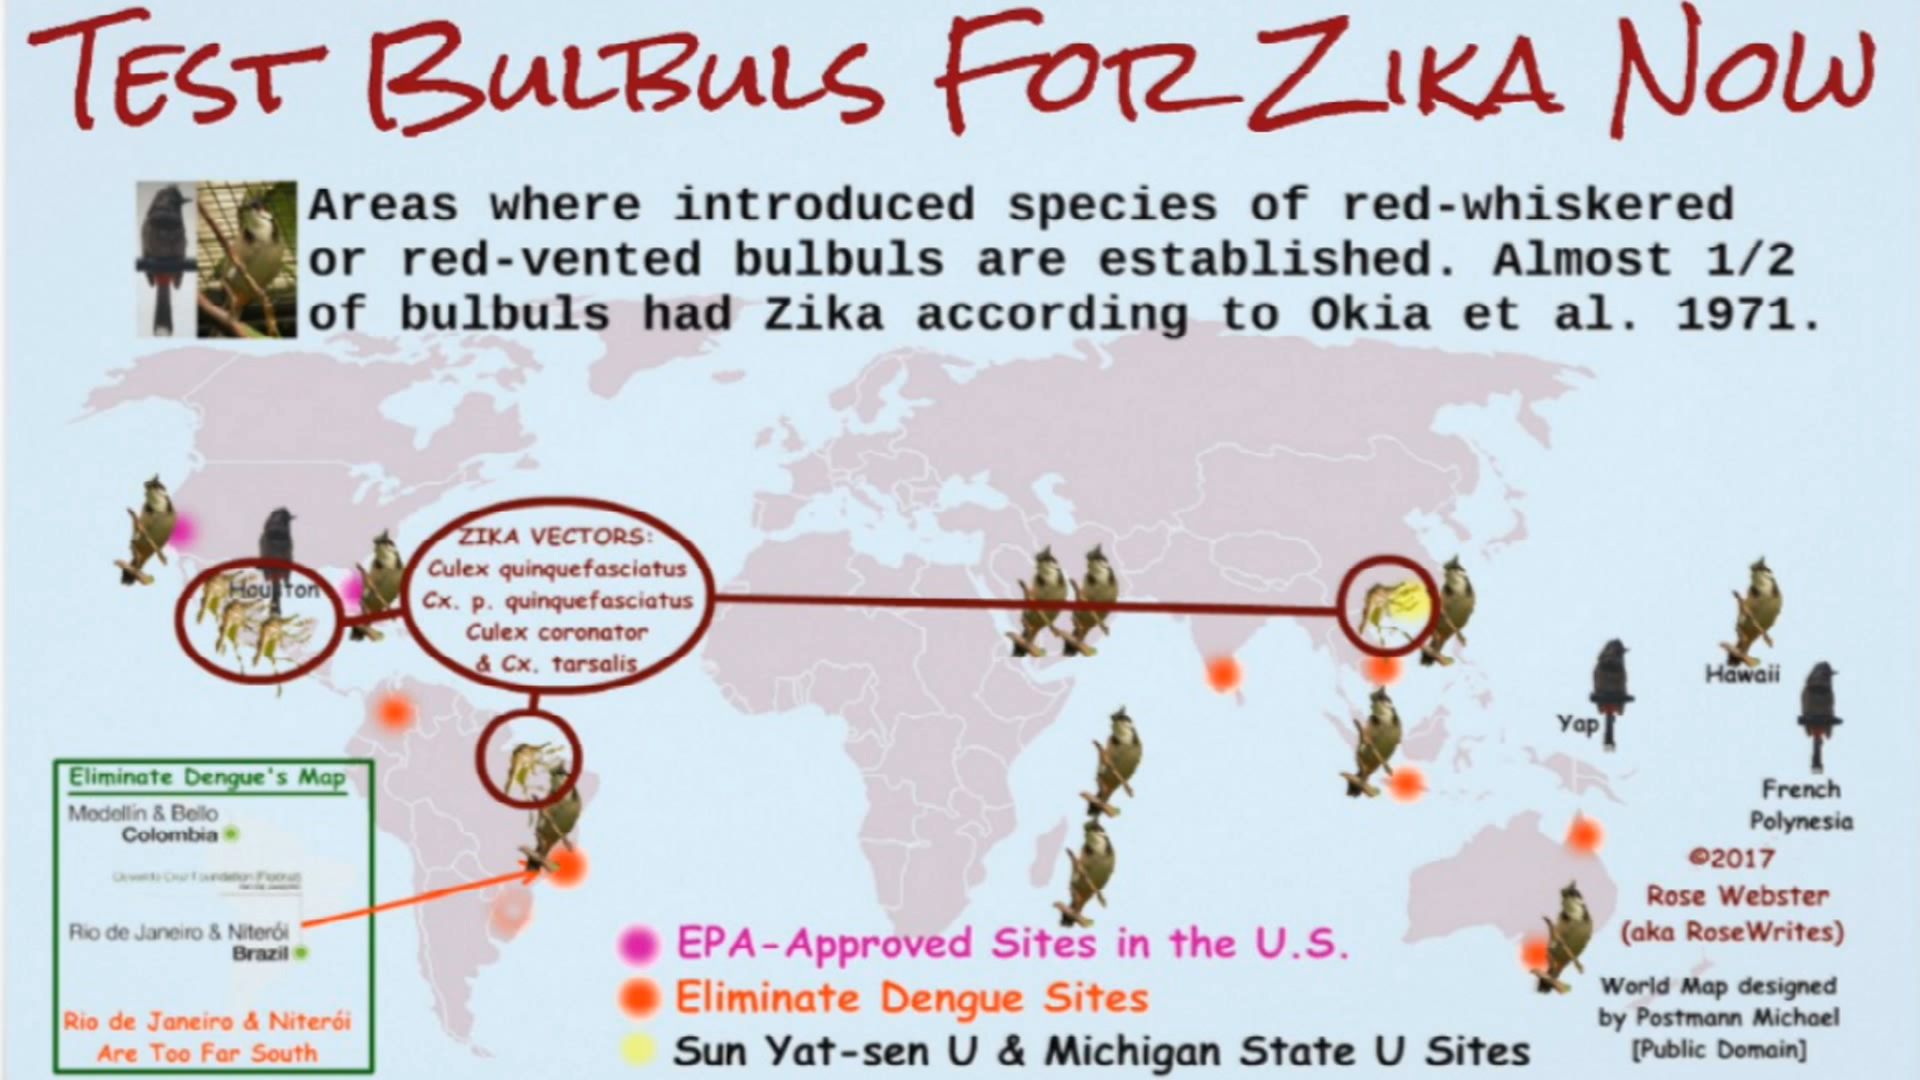 TEST BULBULS FOR ZIKA NOW
Areas where introduced species of red-whiskered
or red-vented bulbuls are established. Almost 1/2
of bulbuls had Zika according to Okia et al. 1971.
ZIKA VECTORS:
Culex quinquefasciatus
Cx. p. quinquefasciatus
Culex coronator
& Cx. tarsalis
Houston
Hawaii
Yap
French
Polynesia
Eliminate Dengue's Map
Medellín & Bello
Colombia
Rio de Janeiro & Niterói
Brazil
Rio de Janeiro & Niterói
Are Too Far South
EPA-Approved Sites in the U.S.
Eliminate Dengue Sites
Sun Yat-sen U & Michigan State U Sites
©2017
Rose Webster
(aka RoseWrites)
World Map designed
by Postmann Michael
[Public Domain]